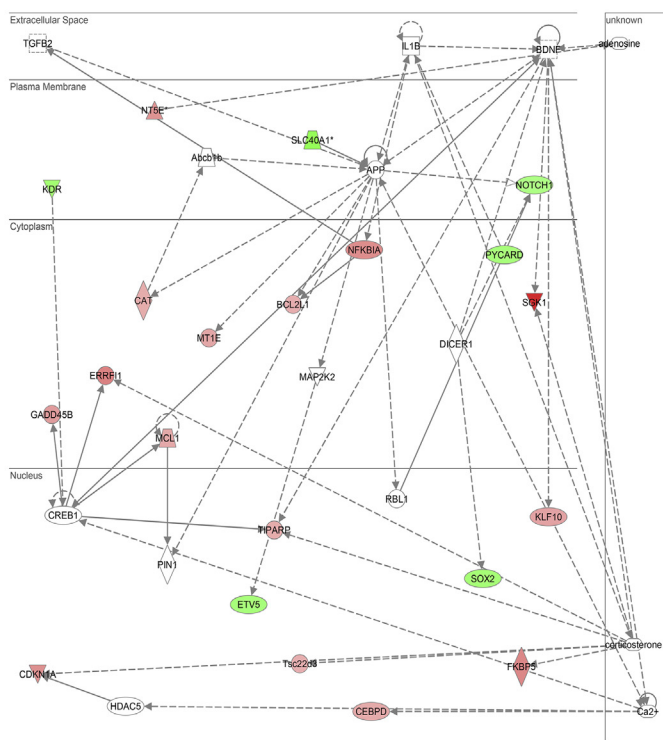 Extracellular Space
unknown
TGFB2
IL1B
BDNF
adenosine
Plasma Membrane
NT5E*
SLC40A1*
Abcb1b
APP
KDR
NOTCH1
Cytoplasm
NFKBIA
PYCARD
CAT
BCL2L1
SGK1
MT1E
DICER1
ERRFI1
MAP2K2
GADD45B
MCL1
Nucleus
RBL1
CREB1
KLF10
TIPARP
PIN1
SOX2
ETV5
corticosterone
Tsc22d3
FKBP5
CDKN1A
HDAC5
CEBPD
Ca2+